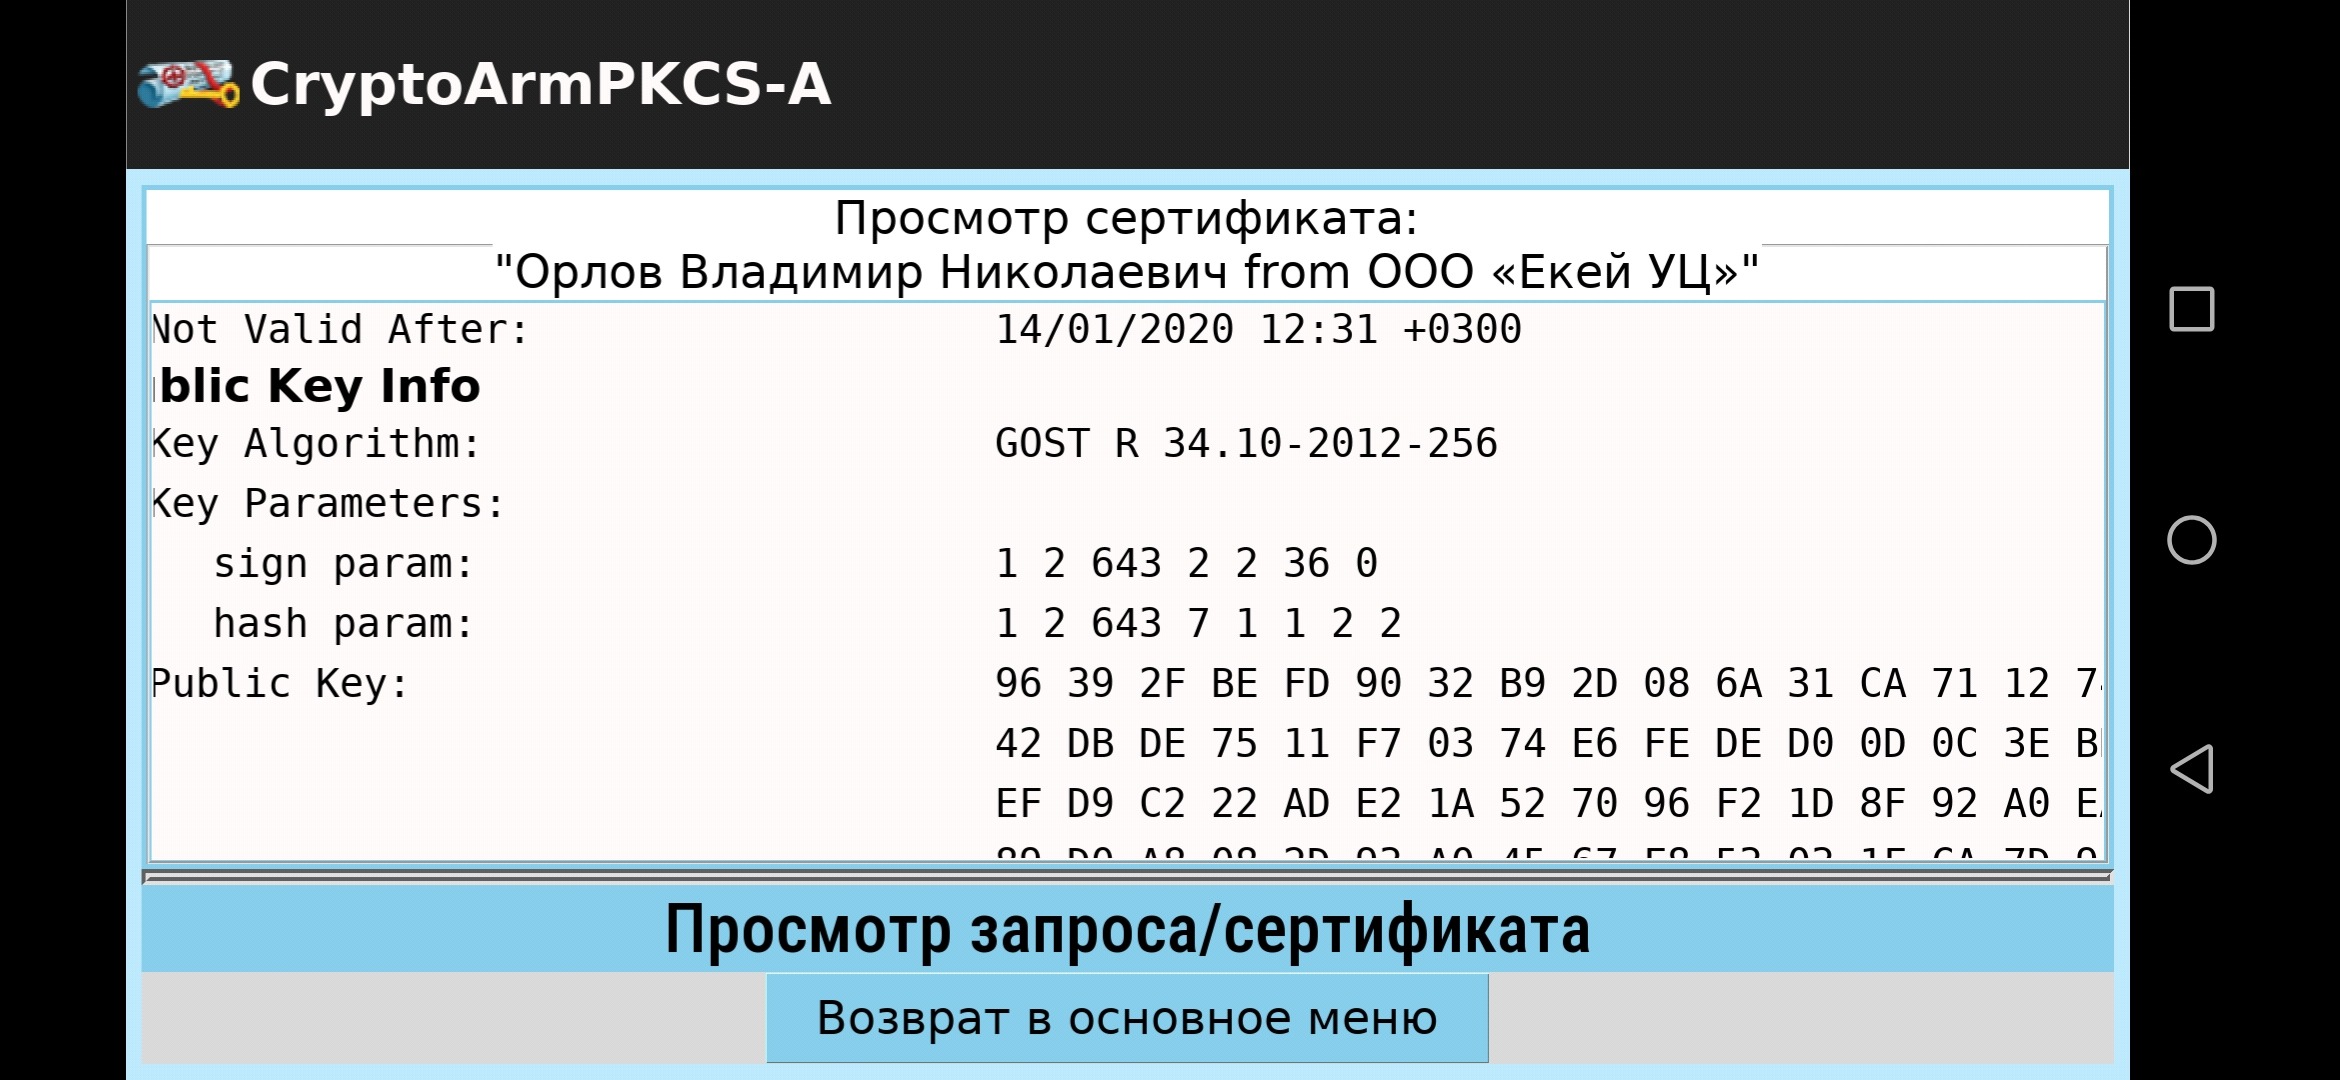 CryptoArmPKCS-A
Просмотр сертификата:
"Орлов Владимир Николаевич from ООО «Екей УЦ»"
Not Valid After: 14/01/2020 12:31 +0300
blic Key Info
Key Algorithm: GOST R 34.10-2012-256
Key Parameters:
sign param: 1 2 643 2 2 36 0
hash param: 1 2 643 7 1 1 2 2
Public Key: 96 39 2F BE FD 90 32 B9 2D 08 6A 31 CA 71 12
42 DB DE 75 11 F7 03 74 E6 FE DE D0 0D 0C 3E
EF D9 C2 22 AD E2 1A 52 70 96 F2 1D 8F 92 A0
Просмотр запроса/сертификата
Возврат в основное меню